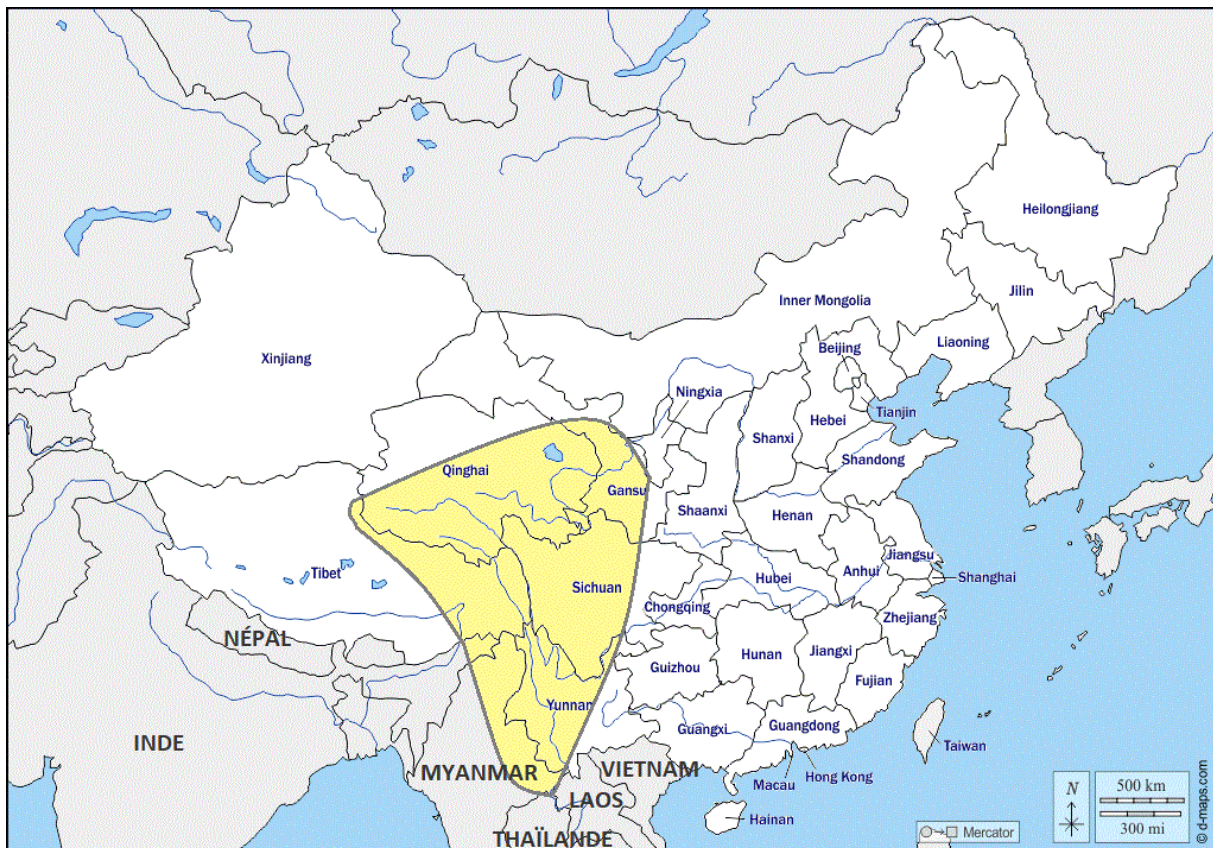 Heilongjiang
Jilin
Inner Mongolia
Liaoning
Beijing
Xinjiang
Ningxia
Tianjin
Hebei
Shanxi
Shandong
Qinghai
Gansu
Shaanxi
Henan
Jiangsu
Tibet
Sichuan
Hubei
Anhui
Shanghai
Chongqing
Zhejiang
NÉPAL
Guizhou
Hunan
Jiangxi
Fujian
Yunnan
Guangxi
Guangdong
Taiwan
INDE
MYANMAR
VIETNAM
Macau
Hong Kong
LAOS
Hainan
THAÏLANDE
N
500 km
300 mi
Mercator
© d-maps.com